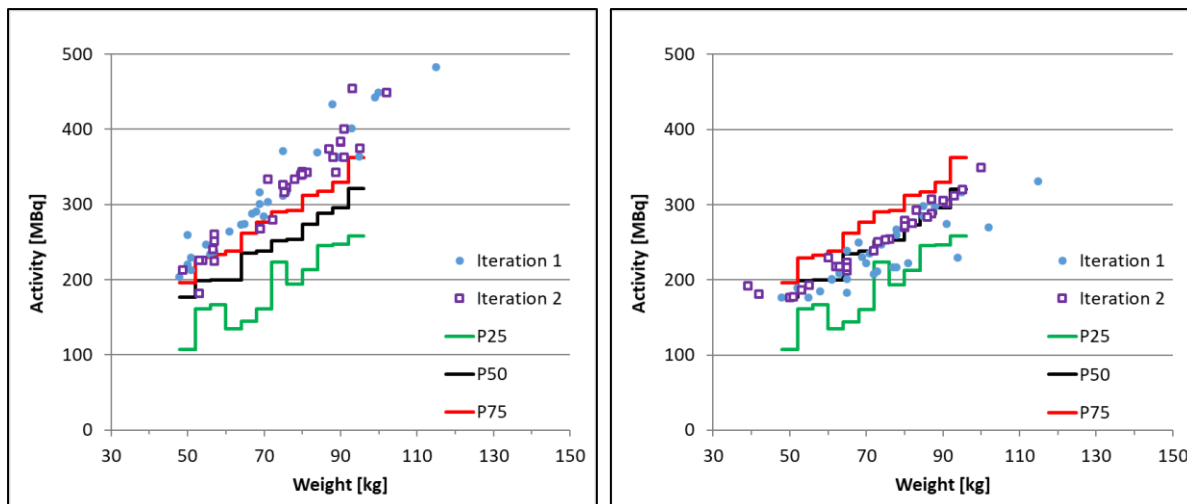 500
400
300
200
100
0
Activity [MBq]
Iteration 1
Iteration 2
P25
P50
P75
30 50 70 90 110 130 150
Weight [kg]
500
400
300
200
100
0
Activity [MBq]
Iteration 1
Iteration 2
P25
P50
P75
30 50 70 90 110 130 150
Weight [kg]